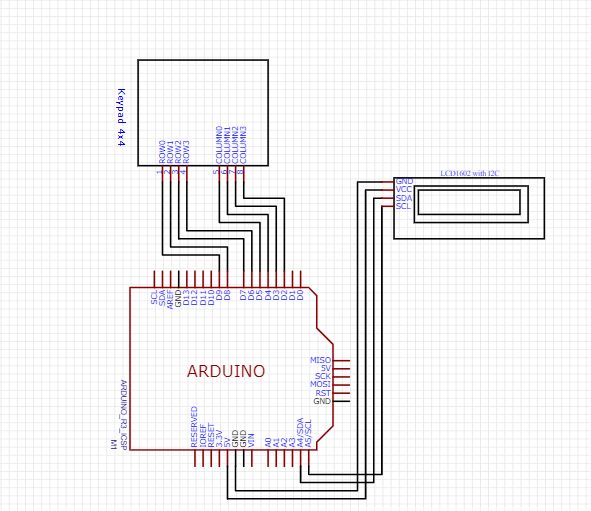 Keypad 4x4
ROW0
ROW1
ROW2
ROW3
COLUMN0
COLUMN1
COLUMN2
COLUMN3
1
2
3
4
5
6
7
8
LCD1602 with I2C
GND
VCC
SDA
SCL
SCL
SDA
AREF
GND
D13
D12
D11
D10
D9
D8
D7
D6
D5
D4
D3
D2
D1
D0
ARDUINO
MISO
5V
SCK
MOSI
RST
GND
ARDUINO_R3_ICSP
M1
RESERVED
IOREF
RESET
3.3V
5V
GND
GND
VIN
A0
A1
A2
A3
A4/SDA
A5/SCL